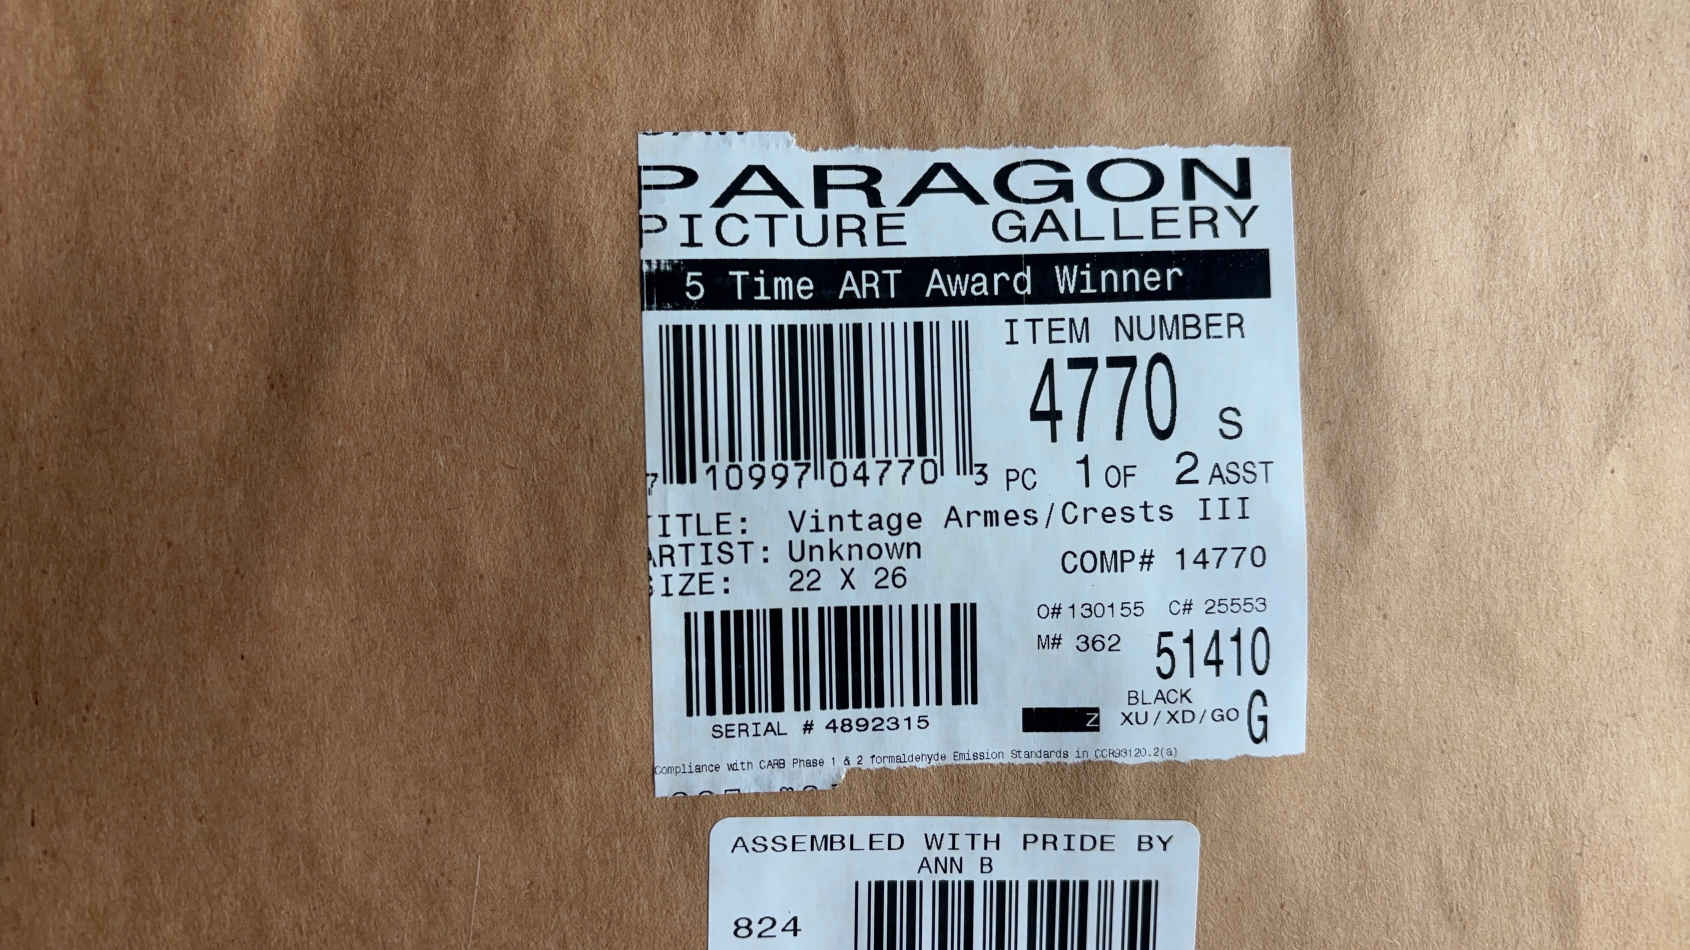 PARAGON
PICTURE GALLERY
5 Time ART Award Winner
ITEM NUMBER
4770 S
7 10997 04770 3
PC 1 OF 2 ASST
TITLE: Vintage Armes/Crests III
ARTIST: Unknown
SIZE: 22 X 26
COMP# 14770
O# 130155 C# 25553
M# 362 51410
BLACK
Z XU/XD/GO G
SERIAL # 4892315
Compliance with CARB Phase 1 & 2 formaldehyde Emission Standards in CCR93120.2(a)
ASSEMBLED WITH PRIDE BY
ANN B
824